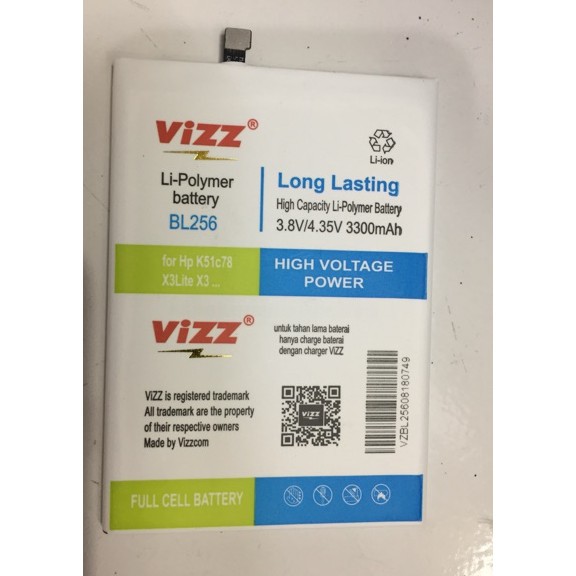 ViZZ®
Li-Polymer
battery
BL256
for Hp K51c78
X3Lite X3 ...
Li-ion
Long Lasting
High Capacity Li-Polymer Battery
3.8V/4.35V 3300mAh
HIGH VOLTAGE
POWER
ViZZ®
untuk tahan lama baterai
hanya charge baterai
dengan charger ViZZ
ViZZ is registered trademark
All trademark are the property
of their respective owners
Made by Vizzcom
ViZZ
VZBL25608180749
FULL CELL BATTERY